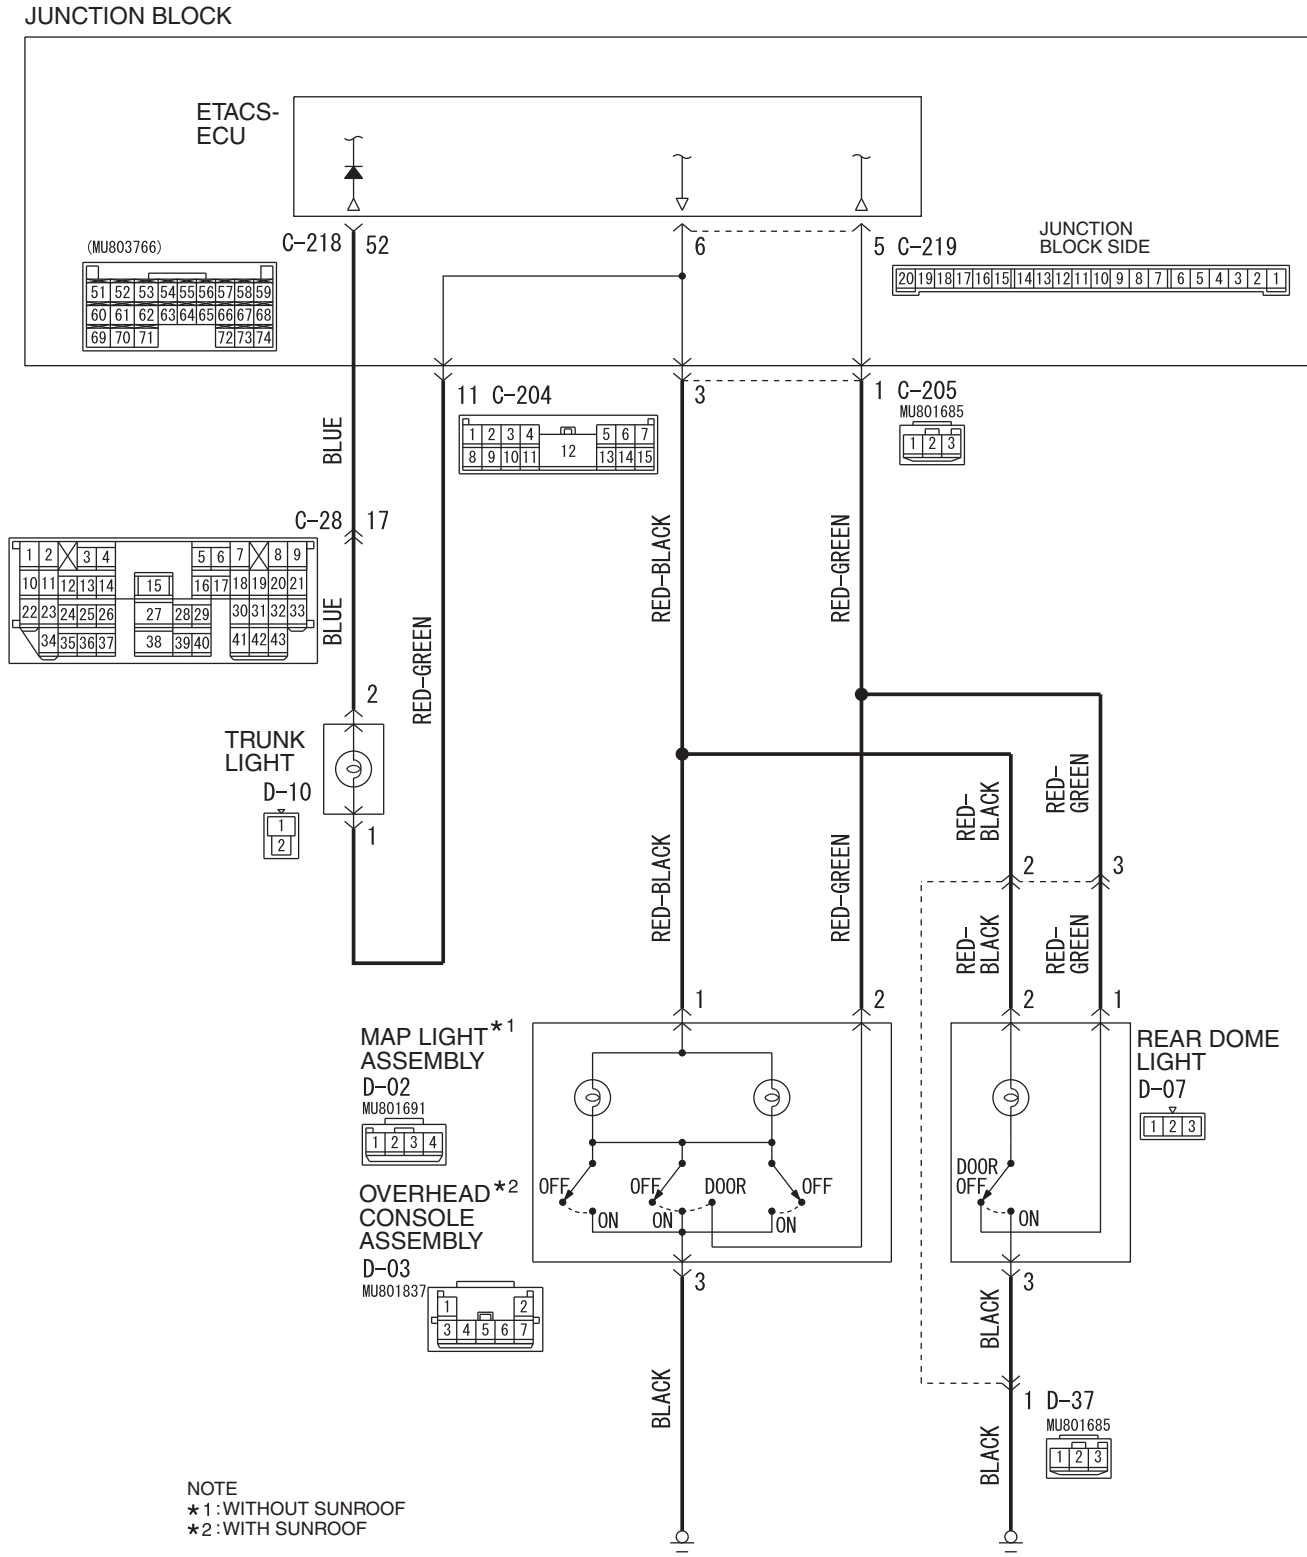 JUNCTION BLOCK
ETACS-
ECU
C-218 52
6
5 C-219
JUNCTION
BLOCK SIDE
20 19 18 17 16 15 14 13 12 11 10 9 8 7 6 5 4 3 2 1
(MU803766)
51 52 53 54 55 56 57 58 59
60 61 62 63 64 65 66 67 68
69 70 71 72 73 74
11 C-204
1 2 3 4 5 6 7
8 9 10 11 12 13 14 15
3
1 C-205
MU801685
1 2 3
BLUE
C-28 17
1 2 3 4 5 6 7 8 9
10 11 12 13 14 15 16 17 18 19 20 21
22 23 24 25 26 27 28 29 30 31 32 33
34 35 36 37 38 39 40 41 42 43
BLUE
RED-GREEN
RED-BLACK
RED-GREEN
2
TRUNK
LIGHT
D-10
1
2
1
RED-BLACK
RED-GREEN
RED-
BLACK
RED-
GREEN
2
3
RED-
BLACK
RED-
GREEN
1
2
2
1
MAP LIGHT*1
ASSEMBLY
D-02
MU801691
1 2 3 4
OVERHEAD*2
CONSOLE
ASSEMBLY
D-03
MU801837
1 2
3 4 5 6 7
OFF
ON
OFF
DOOR
ON
OFF
ON
REAR DOME
LIGHT
D-07
1 2 3
DOOR
OFF
ON
3
3
BLACK
BLACK
1 D-37
MU801685
1 2 3
BLACK
NOTE
*1:WITHOUT SUNROOF
*2:WITH SUNROOF